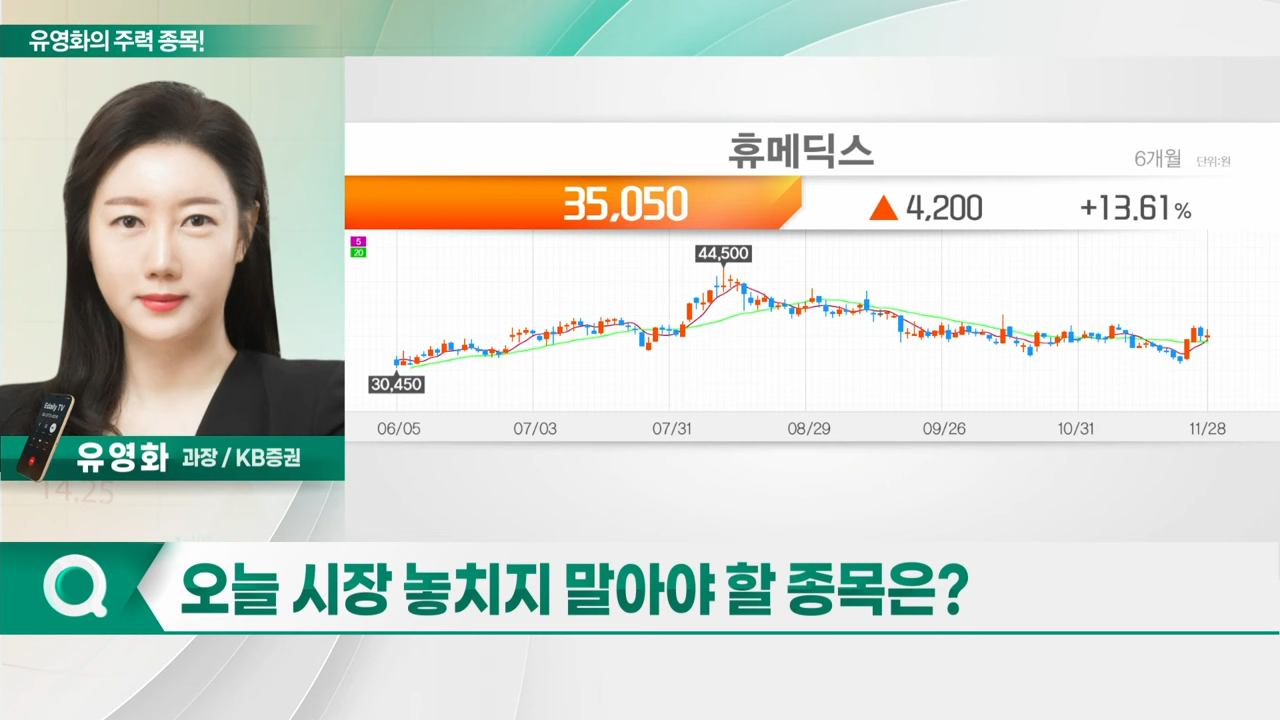 유영화의 주력 종목!
휴메딕스
6개월 단위:원
35,050 ▲ 4,200 +13.61%
5
20
44,500
30,450
06/05 07/03 07/31 08/29 09/26 10/31 11/28
Edaily TV
유영화 과장 / KB증권
14.25
오늘 시장 놓치지 말아야 할 종목은?